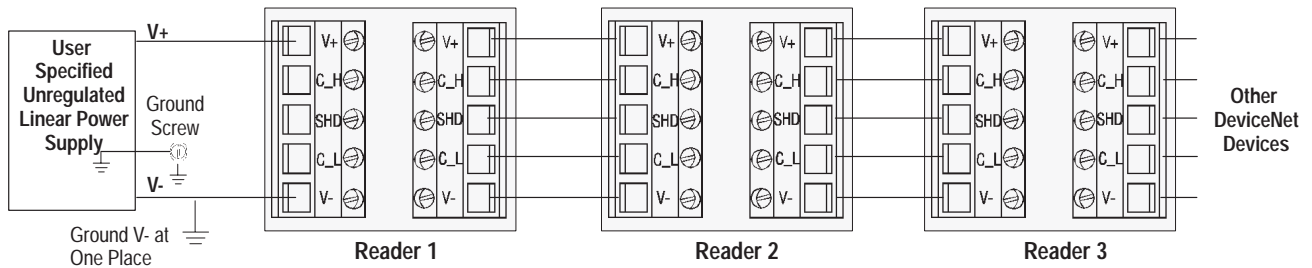 V+
User
Specified
Unregulated
Linear Power
Supply
Ground
Screw
V-
Ground V- at
One Place
V+
C_H
SHD
C_L
V-
V+
C_H
SHD
C_L
V-
Reader 1
V+
C_H
SHD
C_L
V-
V+
C_H
SHD
C_L
V-
Reader 2
V+
C_H
SHD
C_L
V-
V+
C_H
SHD
C_L
V-
Reader 3
Other
DeviceNet
Devices